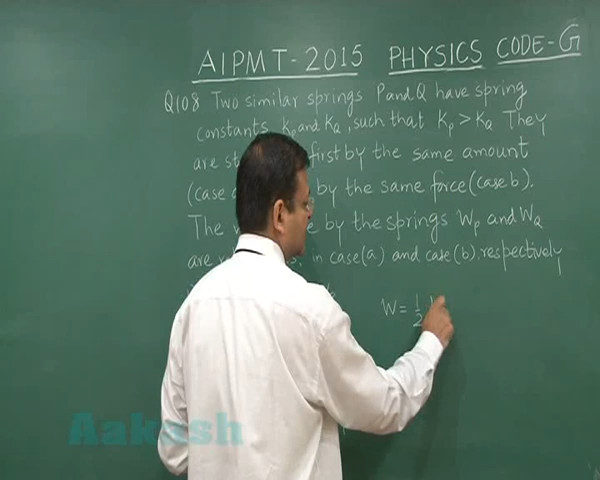 AIPMT-2015 PHYSICS CODE-G
Q108 Two similar springs P and Q have spring
constants Kp and KQ, such that Kp > KQ They
are first by the same amount
(case by the same force (case b).
The by the springs Wp and WQ
are in case (a) and case (b), respectively
W = 1/2
Aakash